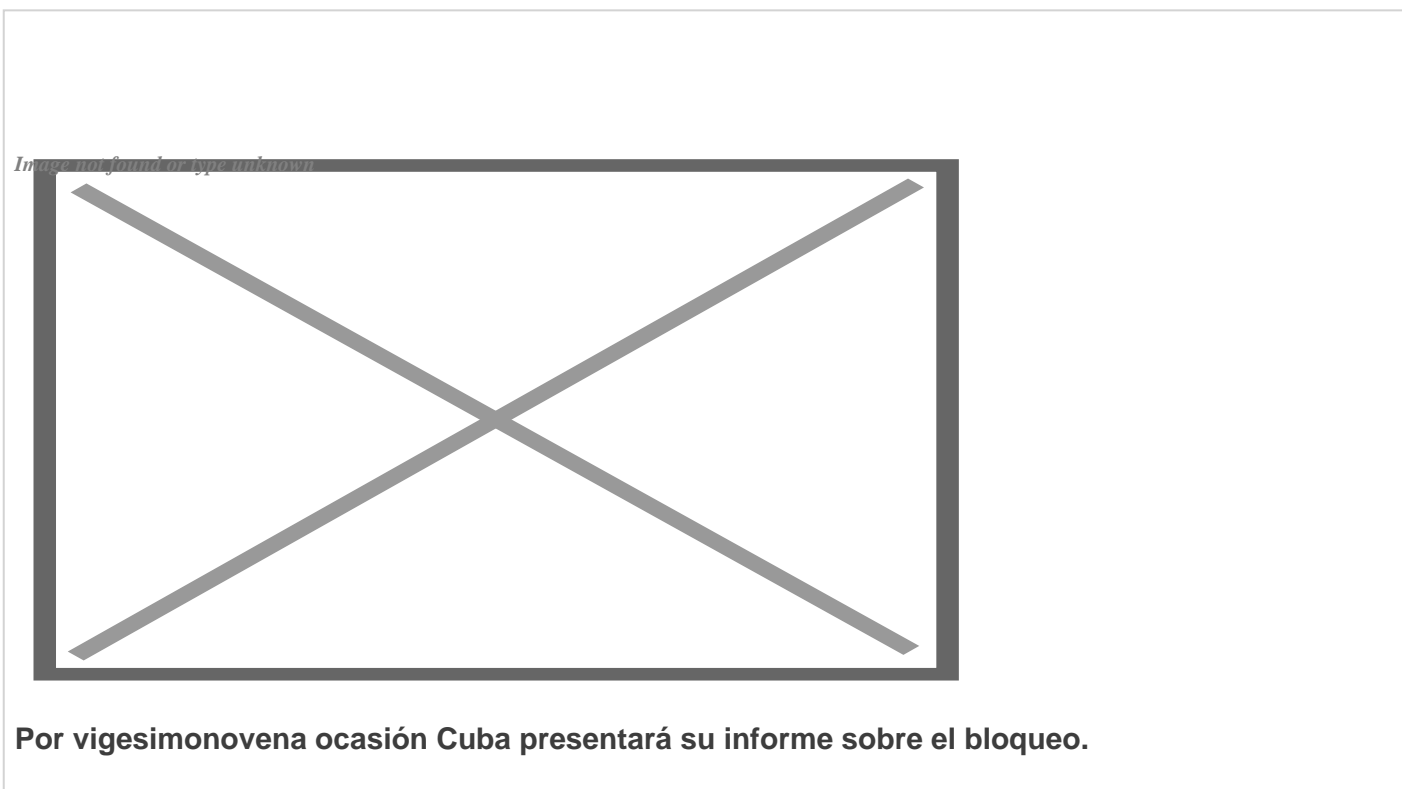 Image not found or type unknown
Por vigesimonovena ocasión Cuba presentará su informe sobre el bloqueo.